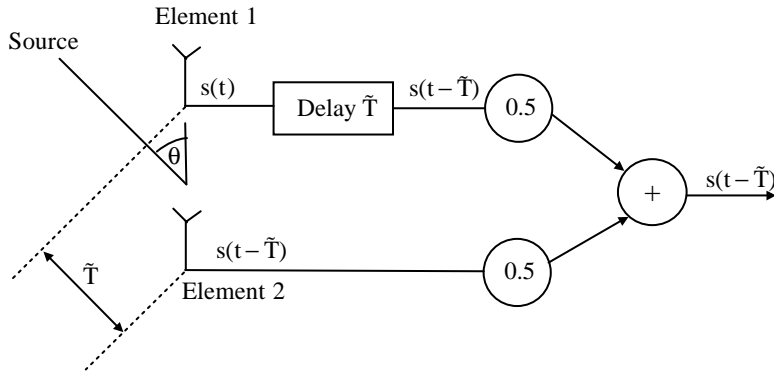 Element 1
Source
s(t)
Delay T̃
s(t−T̃)
0.5
θ
+
s(t−T̃)
T̃
s(t−T̃)
0.5
Element 2